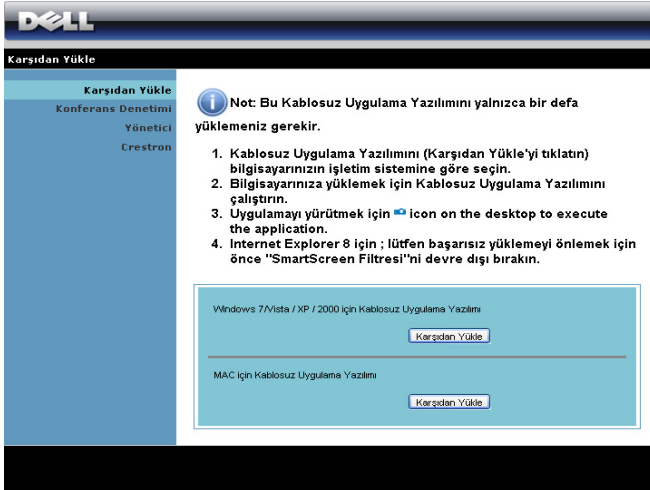 DELL
Karşıdan Yükle
Karşıdan Yükle
Konferans Denetimi
Yönetici
Crestron
Not: Bu Kablosuz Uygulama Yazılımını yalnızca bir defa
yüklemeniz gerekir.
1. Kablosuz Uygulama Yazılımını (Karşıdan Yükle'yi tıklatın)
bilgisayarınızın işletim sistemine göre seçin.
2. Bilgisayarınıza yüklemek için Kablosuz Uygulama Yazılımını
çalıştırın.
3. Uygulamayı yürütmek için icon on the desktop to execute
the application.
4. Internet Explorer 8 için ; lütfen başarısız yüklemeyi önlemek için
önce "SmartScreen Filtresi"ni devre dışı bırakın.
Windows 7/Vista / XP / 2000 için Kablosuz Uygulama Yazılımı
Karşıdan Yükle
MAC için Kablosuz Uygulama Yazılımı
Karşıdan Yükle